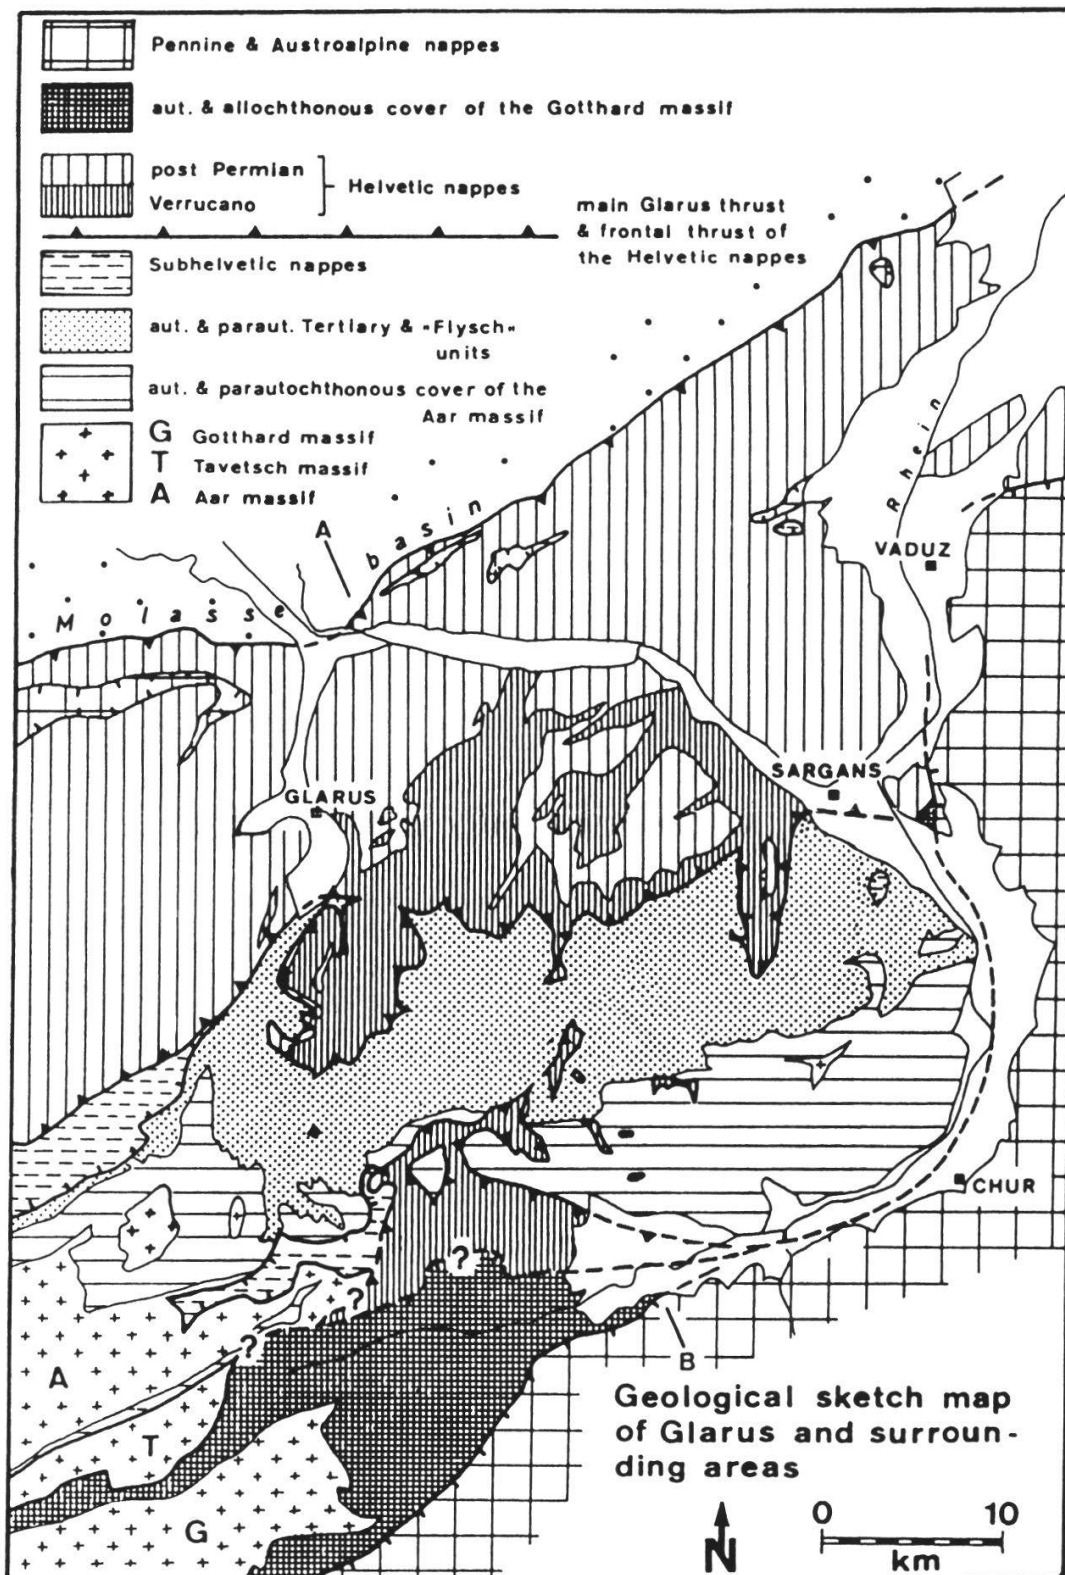 Pennine & Austroalpine nappes
aut. & allochthonous cover of the Gotthard massif
post Permian
Verrucano
Helvetic nappes
main Glarus thrust
& frontal thrust of
the Helvetic nappes
Subhelvetic nappes
aut. & paraut. Tertiary & «Flysch«
units
aut. & parautochthonous cover of the
Aar massif
G Gotthard massif
T Tavetsch massif
A Aar massif
A
Molasse basin
Rhein
VADUZ
SARGANS
GLARUS
CHUR
?
?
?
A
B
T
G
Geological sketch map
of Glarus and surroun-
ding areas
N
0 10
km